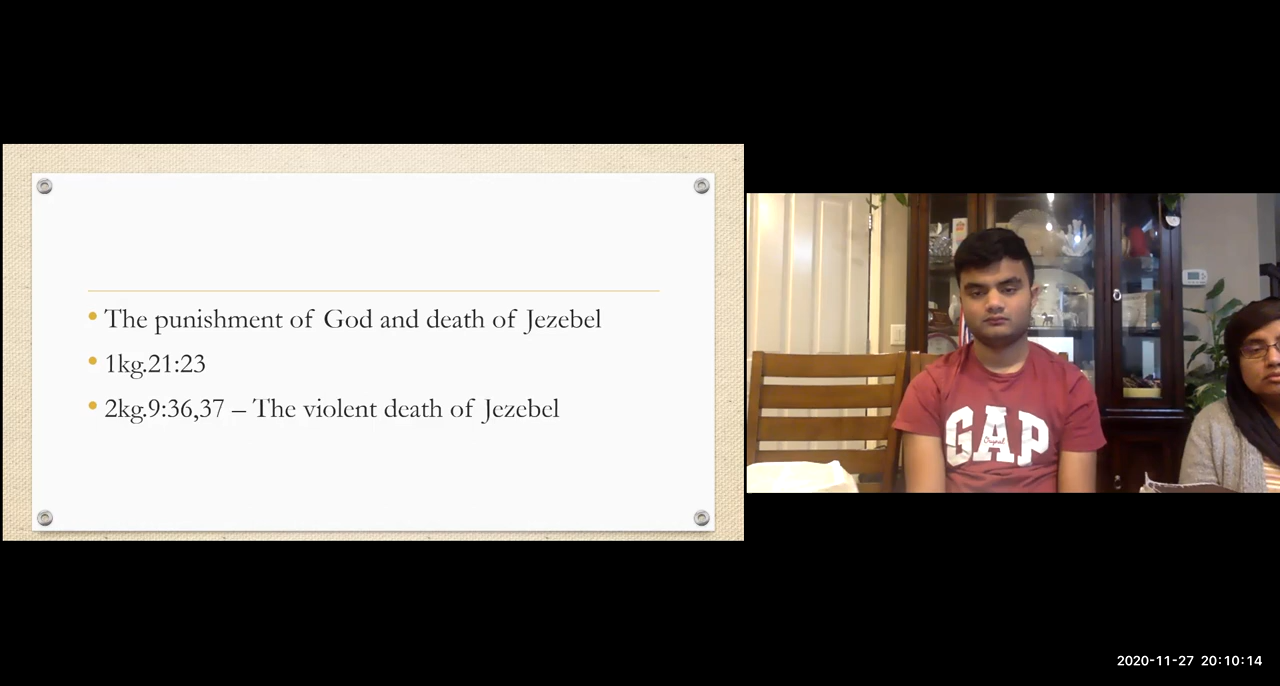 The punishment of God and death of Jezebel
1kg.21:23
2kg.9:36,37 – The violent death of Jezebel
GAP
Original
2020-11-27 20:10:14